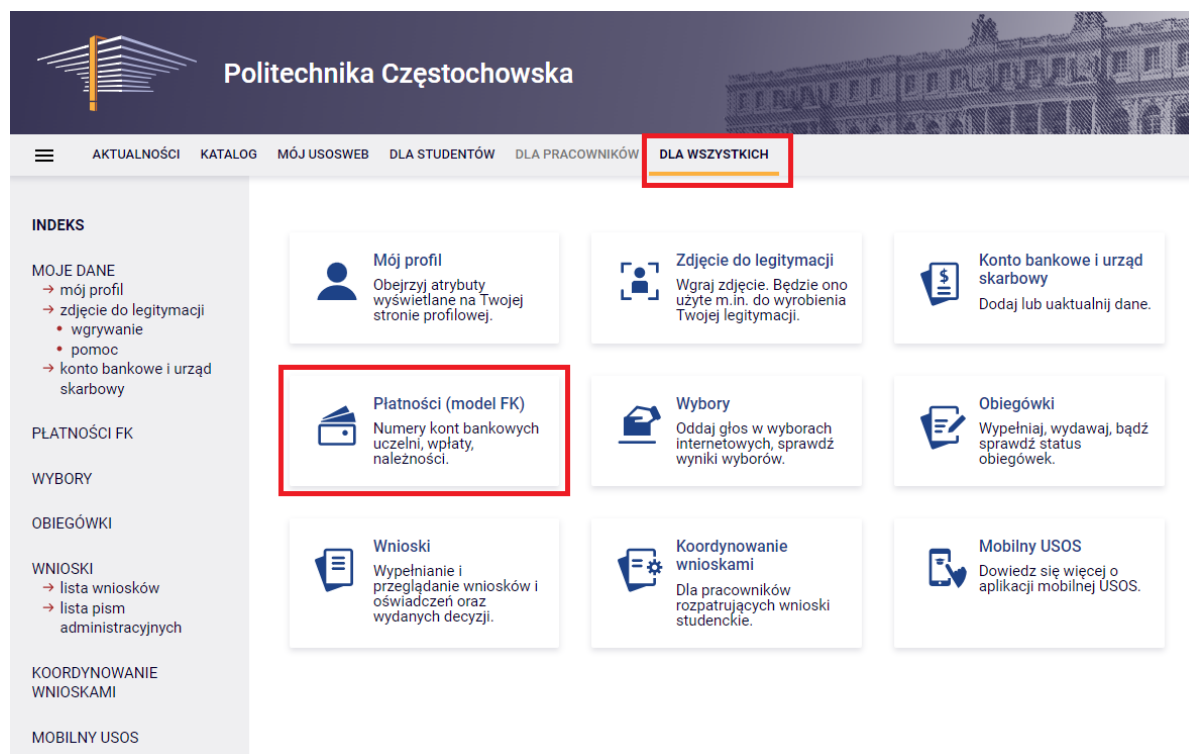 Politechnika Częstochowska
AKTUALNOŚCI KATALOG MÓJ USOSWEB DLA STUDENTÓW DLA PRACOWNIKÓW DLA WSZYSTKICH
INDEKS
MOJE DANE
→ mój profil
→ zdjęcie do legitymacji
• wgrywanie
• pomoc
→ konto bankowe i urząd
skarbowy
PŁATNOŚCI FK
WYBORY
OBIEGÓWKI
WNIOSKI
→ lista wniosków
→ lista pism
administracyjnych
KOORDYNOWANIE
WNIOSKAMI
MOBILNY USOS
Mój profil
Obejrzyj atrybuty
wyświetlane na Twojej
stronie profilowej.
Zdjęcie do legitymacji
Wgraj zdjęcie. Będzie ono
użyte m.in. do wyrobienia
Twojej legitymacji.
Konto bankowe i urząd
skarbowy
Dodaj lub uaktualnij dane.
Płatności (model FK)
Numery kont bankowych
uczelni, wpłaty,
należności.
Wybory
Oddaj głos w wyborach
internetowych, sprawdź
wyniki wyborów.
Obiegówki
Wypełniaj, wydawaj, bądź
sprawdź status
obiegówek.
Wnioski
Wypełnianie i
przeglądanie wniosków i
oświadczeń oraz
wydanych decyzji.
Koordynowanie
wnioskami
Dla pracowników
rozpatrujących wnioski
studenckie.
Mobilny USOS
Dowiedz się więcej o
aplikacji mobilnej USOS.